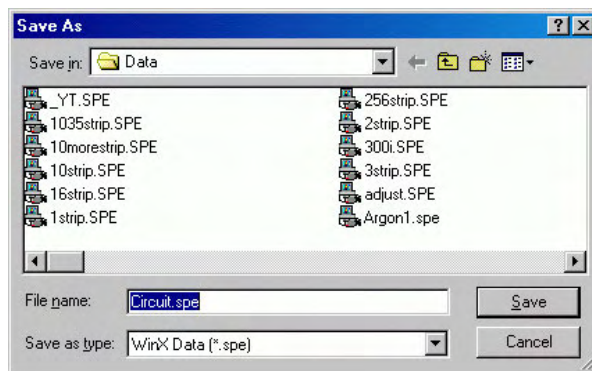 Save As
Save in: Data
_YT.SPE
1035strip.SPE
10morestrip.SPE
10strip.SPE
16strip.SPE
1strip.SPE
256strip.SPE
2strip.SPE
300i.SPE
3strip.SPE
adjust.SPE
Argon1.spe
File name: Circuit.spe Save
Save as type: WinX Data (*.spe) Cancel